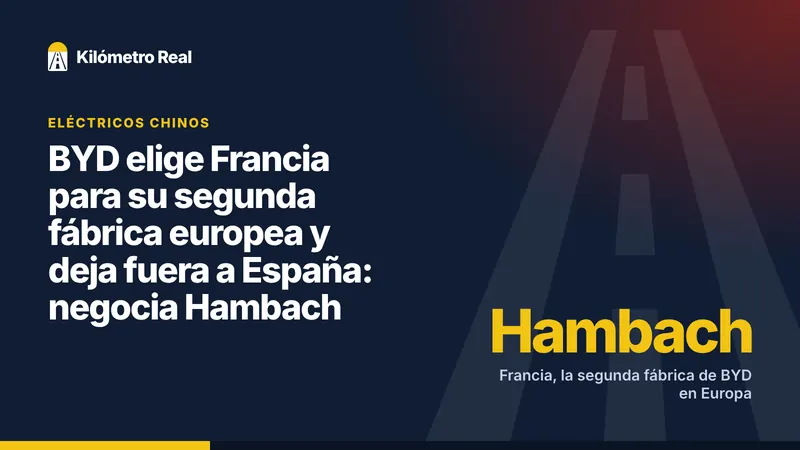 Kilómetro Real
ELÉCTRICOS CHINOS
BYD elige Francia
para su segunda
fábrica europea y
deja fuera a España:
negocia Hambach
Hambach
Francia, la segunda fábrica de BYD
en Europa